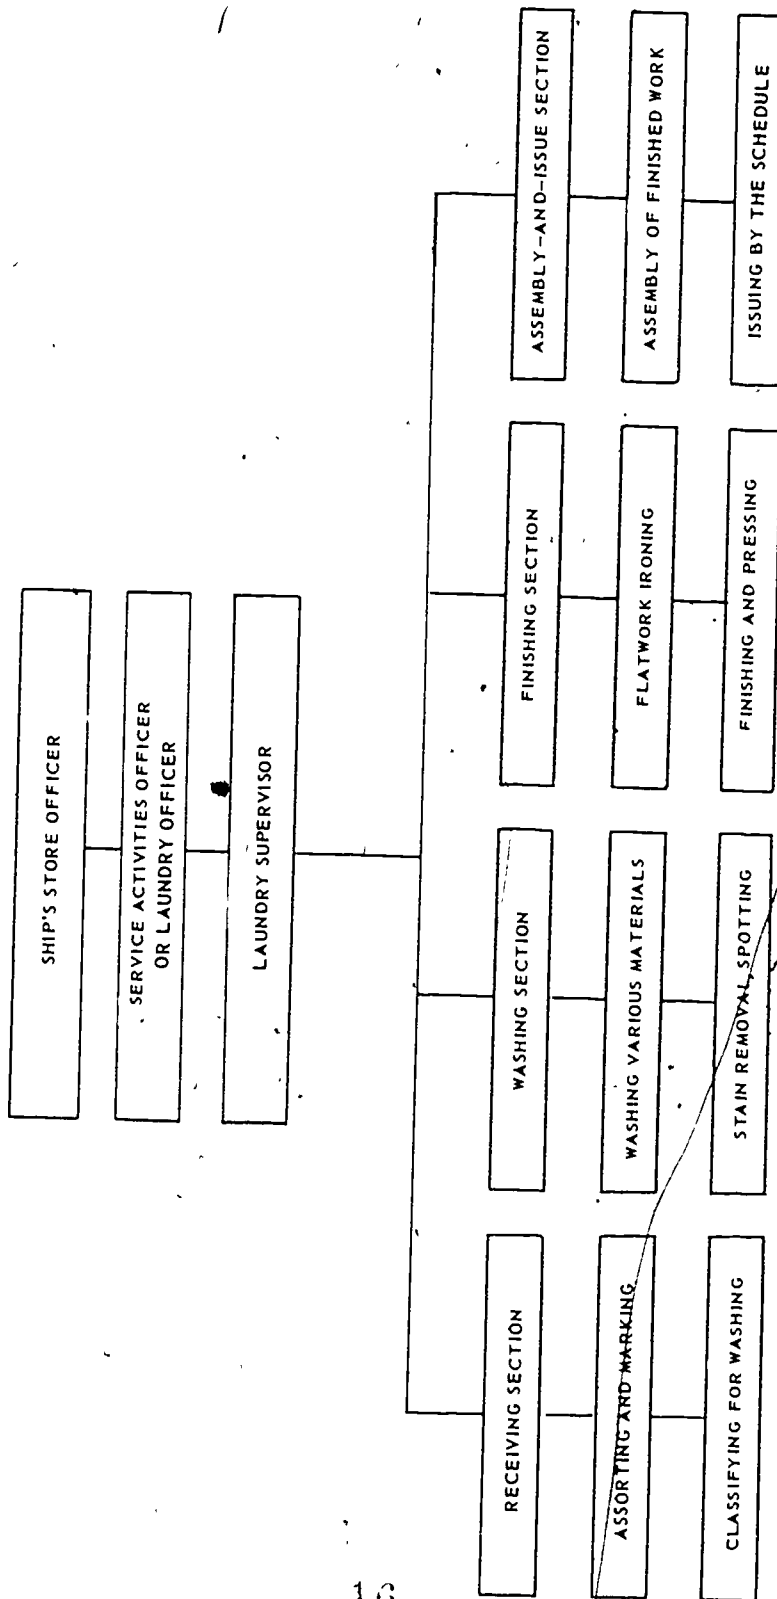 SHIP'S STORE OFFICER
SERVICE ACTIVITIES OFFICER
OR LAUNDRY OFFICER
LAUNDRY SUPERVISOR
RECEIVING SECTION
ASSORTING AND MARKING
CLASSIFYING FOR WASHING
WASHING SECTION
WASHING VARIOUS MATERIALS
STAIN REMOVAL, SPOTTING
FINISHING SECTION
FLATWORK IRONING
FINISHING AND PRESSING
ASSEMBLY-AND-ISSUE SECTION
ASSEMBLY OF FINISHED WORK
ISSUING BY THE SCHEDULE
16